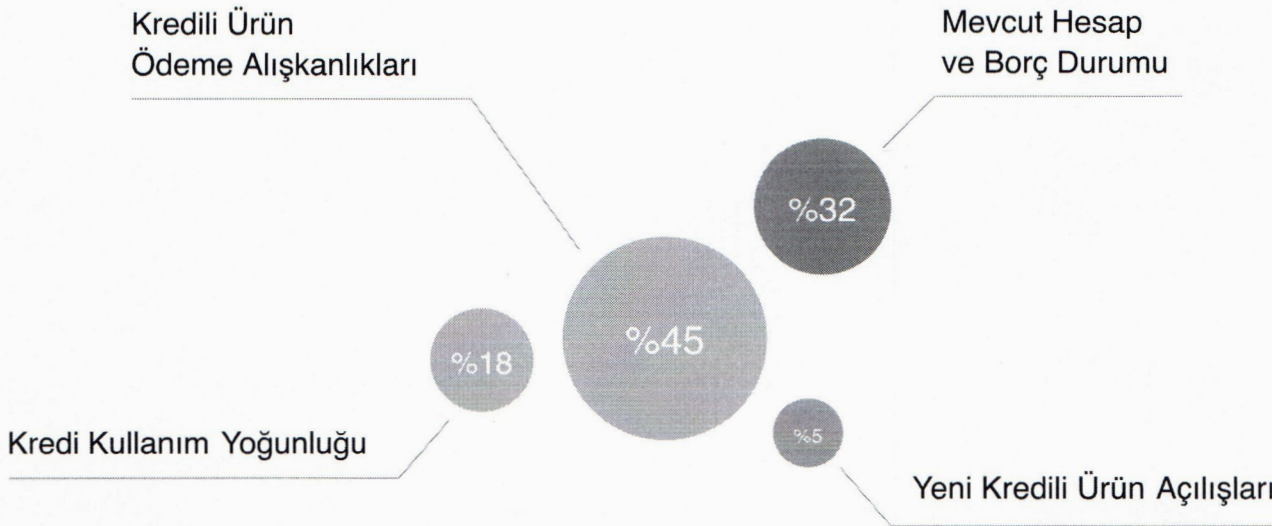 Kredili Ürün
Ödeme Alışkanlıkları
Mevcut Hesap
ve Borç Durumu
%32
%45
%18
%5
Kredi Kullanım Yoğunluğu
Yeni Kredili Ürün Açılışları